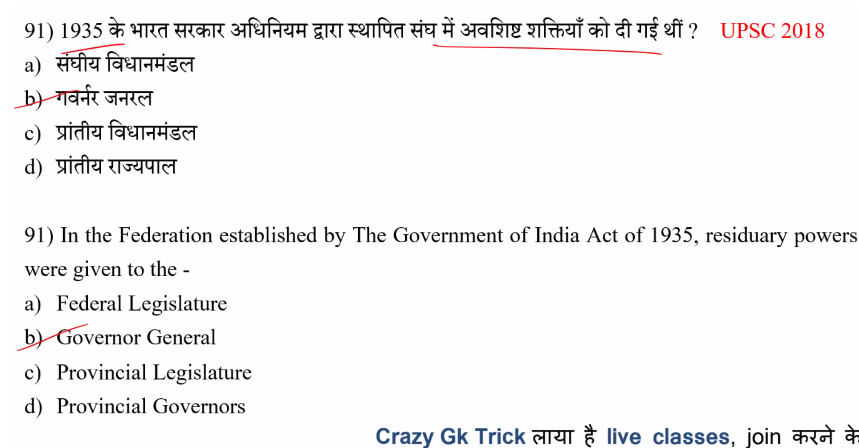 91) 1935 के भारत सरकार अधिनियम द्वारा स्थापित संघ में अवशिष्ट शक्तियाँ को दी गई थीं ? UPSC 2018
a) संघीय विधानमंडल
b) गवर्नर जनरल
c) प्रांतीय विधानमंडल
d) प्रांतीय राज्यपाल
91) In the Federation established by The Government of India Act of 1935, residuary powers
were given to the -
a) Federal Legislature
b) Governor General
c) Provincial Legislature
d) Provincial Governors
Crazy Gk Trick लाया है live classes, join करने के